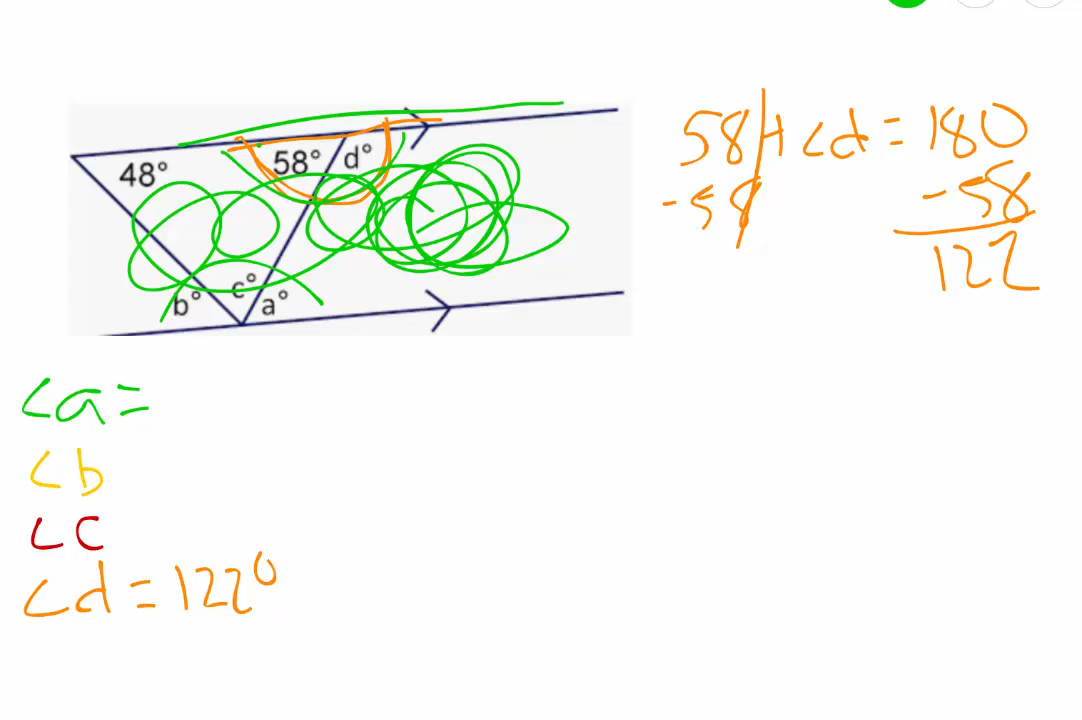 48° 58° d°
b° c° a°
58 + <d = 180
-58 -58
122
<a =
<b
<c
<d = 122°